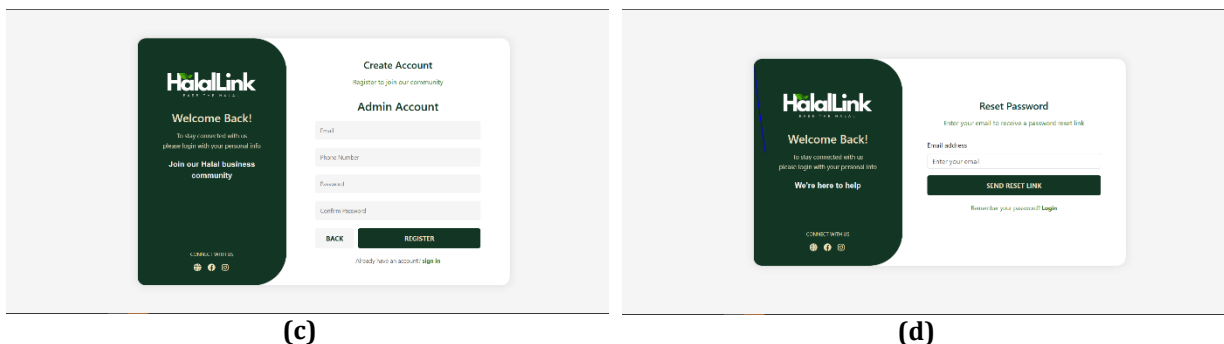 HalalLink
Welcome Back!
To stay connected with us
please login with your personal info
Join our Halal business
community
CONNECT WITH US
Create Account
Register to join our community
Admin Account
Email
Phone Number
Password
Confirm Password
BACK
REGISTER
Already have an account? sign in
(c)
HalalLink
Welcome Back!
To stay connected with us
please login with your personal info
We're here to help
CONNECT WITH US
Reset Password
Enter your email to receive a password reset link
Email address
Enter your email
SEND RESET LINK
Remember your password? Login
(d)